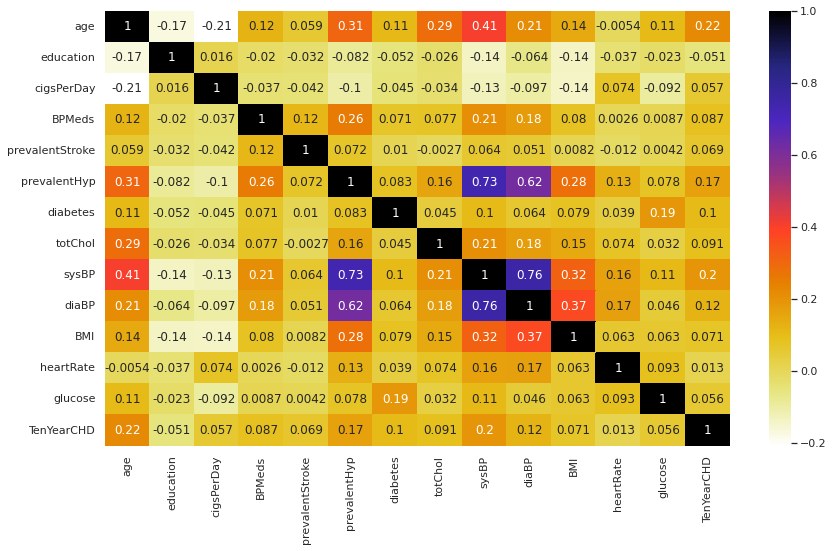 age 1 -0.17 -0.21 0.12 0.059 0.31 0.11 0.29 0.41 0.21 0.14 -0.0054 0.11 0.22
education -0.17 1 0.016 -0.02 -0.032 -0.082 -0.052 -0.026 -0.14 -0.064 -0.14 -0.037 -0.023 -0.051
cigsPerDay -0.21 0.016 1 -0.037 -0.042 -0.1 -0.045 -0.034 -0.13 -0.097 -0.14 0.074 -0.092 0.057
BPMeds 0.12 -0.02 -0.037 1 0.12 0.26 0.071 0.077 0.21 0.18 0.08 0.0026 0.0087 0.087
prevalentStroke 0.059 -0.032 -0.042 0.12 1 0.072 0.01 -0.0027 0.064 0.051 0.0082 -0.012 0.0042 0.069
prevalentHyp 0.31 -0.082 -0.1 0.26 0.072 1 0.083 0.16 0.73 0.62 0.28 0.13 0.078 0.17
diabetes 0.11 -0.052 -0.045 0.071 0.01 0.083 1 0.045 0.1 0.064 0.079 0.039 0.19 0.1
totChol 0.29 -0.026 -0.034 0.077 -0.0027 0.16 0.045 1 0.21 0.18 0.15 0.074 0.032 0.091
sysBP 0.41 -0.14 -0.13 0.21 0.064 0.73 0.1 0.21 1 0.76 0.32 0.16 0.11 0.2
diaBP 0.21 -0.064 -0.097 0.18 0.051 0.62 0.064 0.18 0.76 1 0.37 0.17 0.046 0.12
BMI 0.14 -0.14 -0.14 0.08 0.0082 0.28 0.079 0.15 0.32 0.37 1 0.063 0.063 0.071
heartRate -0.0054 -0.037 0.074 0.0026 -0.012 0.13 0.039 0.074 0.16 0.17 0.063 1 0.093 0.013
glucose 0.11 -0.023 -0.092 0.0087 0.0042 0.078 0.19 0.032 0.11 0.046 0.063 0.093 1 0.056
TenYearCHD 0.22 -0.051 0.057 0.087 0.069 0.17 0.1 0.091 0.2 0.12 0.071 0.013 0.056 1
age education cigsPerDay BPMeds prevalentStroke prevalentHyp diabetes totChol sysBP diaBP BMI heartRate glucose TenYearCHD
1.0
0.8
0.6
0.4
0.2
0.0
−0.2